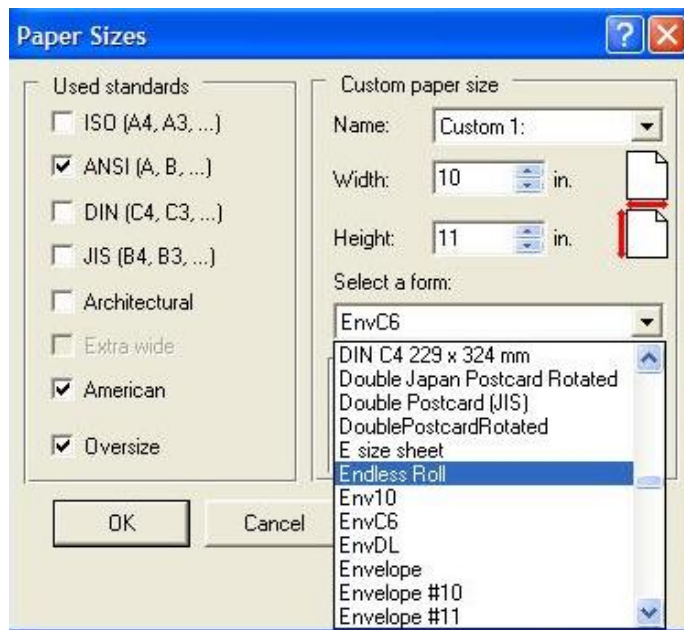 Paper Sizes
Used standards
ISO (A4, A3, ...)
ANSI (A, B, ...)
DIN (C4, C3, ...)
JIS (B4, B3, ...)
Architectural
Extra wide
American
Oversize
Custom paper size
Name: Custom 1:
Width: 10 in.
Height: 11 in.
Select a form:
EnvC6
DIN C4 229 x 324 mm
Double Japan Postcard Rotated
Double Postcard (JIS)
DoublePostcardRotated
E size sheet
Endless Roll
Env10
EnvC6
EnvDL
Envelope
Envelope #10
Envelope #11
OK Cancel